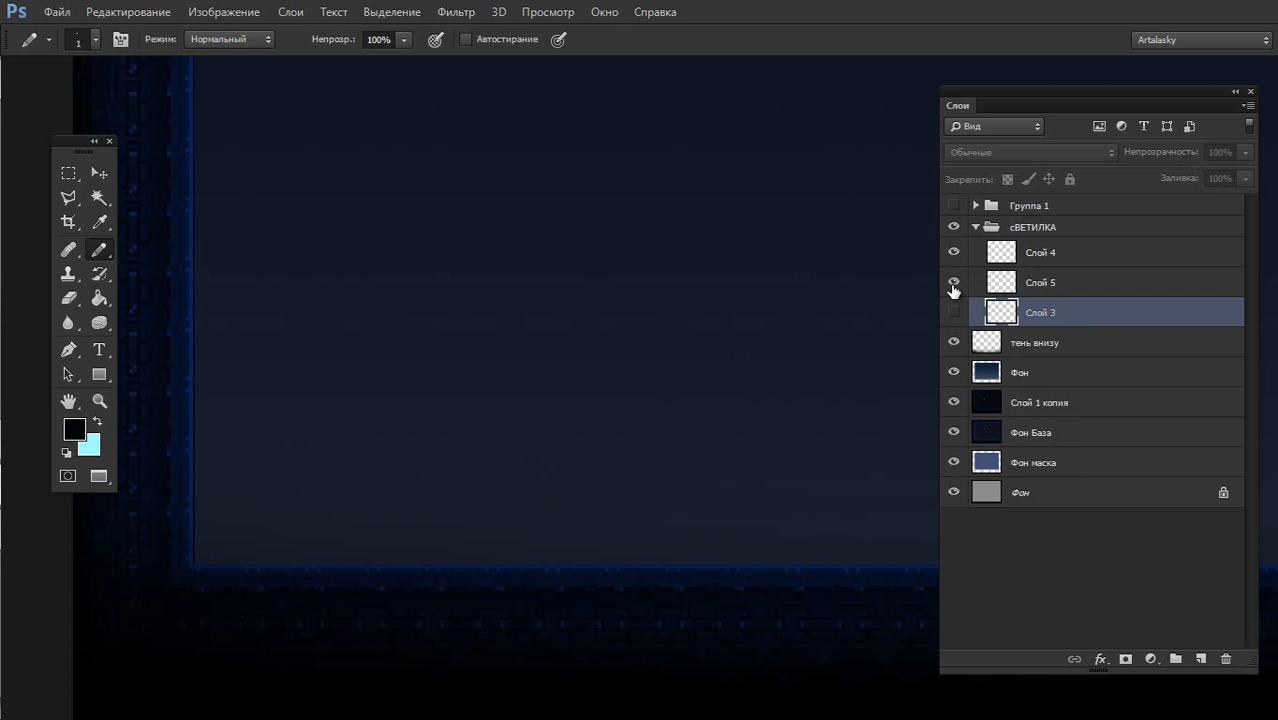 Ps Файл Редактирование Изображение Слои Текст Выделение Фильтр 3D Просмотр Окно Справка
1 Режим: Нормальный Непрозр.: 100% Автостирание Artalasky
Слои
Вид
Обычные Непрозрачность: 100%
Закрепить: Заливка: 100%
Группа 1
сВЕТИЛКА
Слой 4
Слой 5
Слой 3
тень внизу
Фон
Слой 1 копия
Фон База
Фон маска
Фон
fx